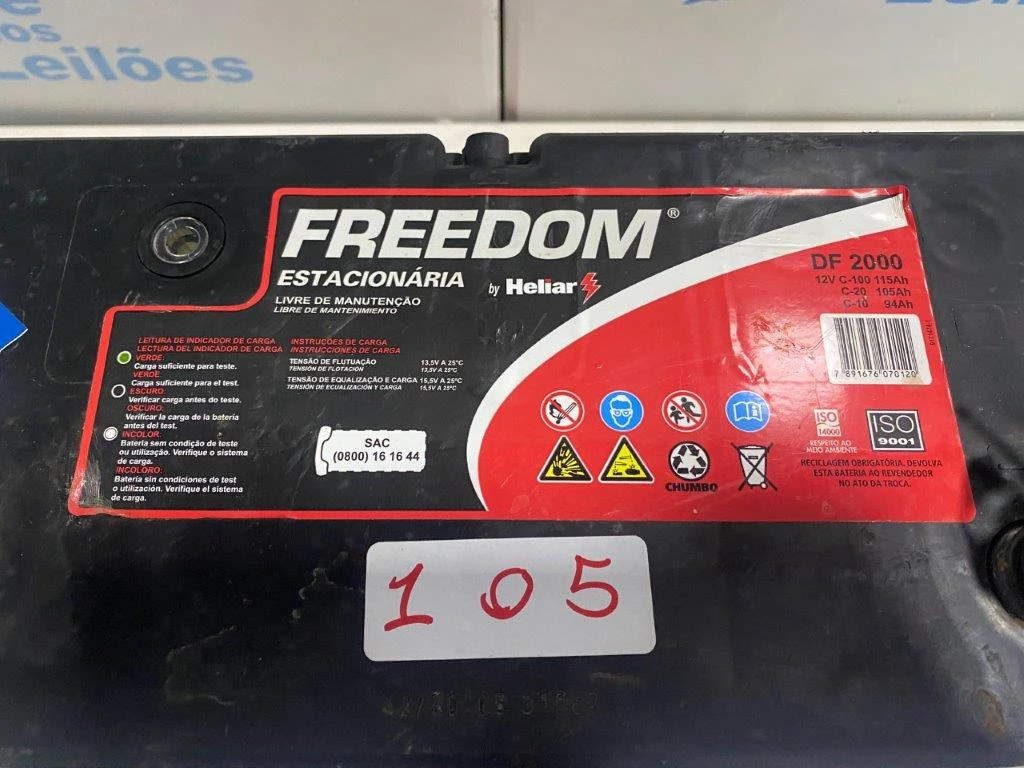 e
os
Leilões
FREEDOM®
ESTACIONÁRIA
by Heliar
LIVRE DE MANUTENÇÃO
LIBRE DE MANTENIMIENTO
LEITURA DE INDICADOR DE CARGA
LECTURA DEL INDICADOR DE CARGA
VERDE:
Carga suficiente para teste.
VERDE
Carga suficiente para el test.
ESCURO:
Verificar carga antes do teste.
OSCURO:
Verificar la carga de la batería
antes del test.
INCOLOR:
Bateria sem condição de teste
ou utilização. Verifique o sistema
de carga.
INCOLORO:
Batería sin condiciones de test
o utilización. Verifique el sistema
de carga.
INSTRUÇÕES DE CARGA
INSTRUCCIONES DE CARGA
TENSÃO DE FLUTUAÇÃO 13,5V A 25°C
TENSIÓN DE FLOTACIÓN 13,5V A 25°C
TENSÃO DE EQUALIZAÇÃO E CARGA 15,5V A 25°C
TENSIÓN DE ECUALIZACIÓN Y CARGA 15,5V A 25°C
SAC
(0800) 16 16 44
DF 2000
12V C-100 115Ah
C-20 105Ah
C-10 94Ah
7 891676 070120
ISO
14000
RESPEITO AO
MEIO AMBIENTE
ISO
9001
CHUMBO
RECICLAGEM OBRIGATÓRIA. DEVOLVA
ESTA BATERIA AO REVENDEDOR
NO ATO DA TROCA.
105